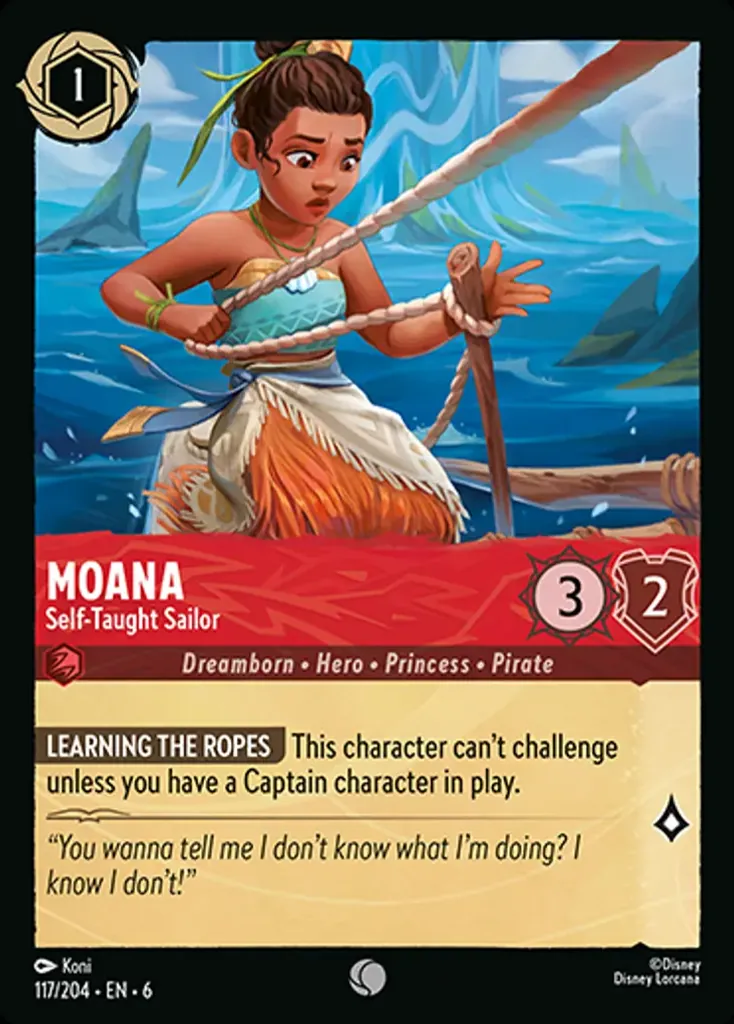 1
MOANA
Self-Taught Sailor
3
2
Dreamborn • Hero • Princess • Pirate
LEARNING THE ROPES This character can't challenge
unless you have a Captain character in play.
“You wanna tell me I don't know what I'm doing? I
know I don't!”
Koni
117/204 • EN • 6
©Disney
Disney Lorcana